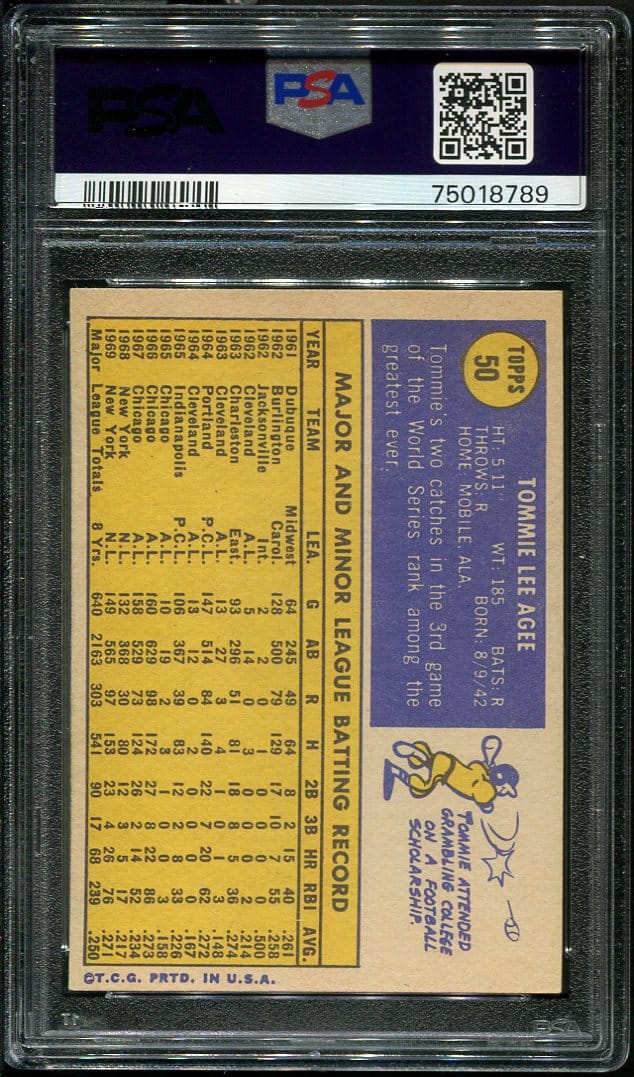 PSA
PSA
75018789
TOPPS
50
TOMMIE LEE AGEE
HT: 5'11" WT: 185 BATS: R
THROWS: R BORN: 8/9/42
HOME: MOBILE, ALA.
Tommie's two catches in the 3rd game
of the World Series rank among the
greatest ever.
TOMMIE ATTENDED
GRAMBLING COLLEGE
ON A FOOTBALL
SCHOLARSHIP.
MAJOR AND MINOR LEAGUE BATTING RECORD
YEAR TEAM LEA. G AB R H 2B 3B HR RBI AVG.
1961 Dubuque Midwest 64 245 49 64 8 2 15 40 .261
1962 Burlington Carol. 128 500 79 129 17 10 7 55 .258
1962 Jacksonville Int. 2 2 0 1 0 0 0 0 .500
1962 Cleveland A.L. 5 14 0 3 0 0 0 2 .214
1963 Charleston East. 93 296 51 81 18 8 5 36 .274
1963 Cleveland A.L. 13 27 3 4 1 0 1 3 .148
1964 Portland P.C.L. 147 514 84 140 22 7 20 62 .272
1964 Cleveland A.L. 13 12 0 2 0 0 0 0 .167
1965 Indianapolis P.C.L. 106 367 39 83 12 2 8 33 .226
1965 Chicago A.L. 10 19 2 3 1 0 0 3 .158
1966 Chicago A.L. 160 629 98 172 27 8 22 86 .273
1967 Chicago A.L. 158 529 73 124 26 2 14 52 .234
1968 New York N.L. 132 368 30 80 12 3 5 17 .217
1969 New York N.L. 149 565 97 153 23 4 26 76 .271
Major League Totals 8 Yrs. 640 2163 303 541 90 17 68 239 .250
©T.C.G. PRTD. IN U.S.A.
PSA